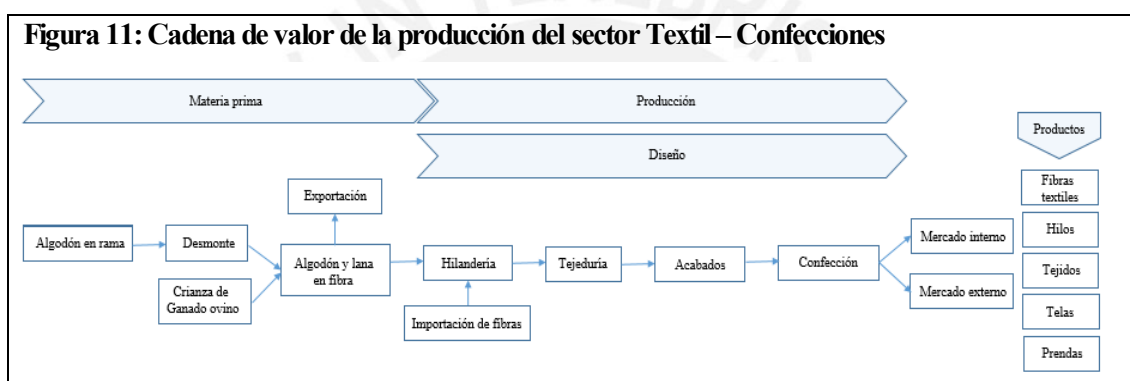 Figura 11: Cadena de valor de la producción del sector Textil – Confecciones
Materia prima
Producción
Diseño
Productos
Exportación
Algodón en rama
Desmonte
Crianza de
Ganado ovino
Algodón y lana
en fibra
Hilandería
Importación de fibras
Tejeduría
Acabados
Confección
Mercado interno
Mercado externo
Fibras
textiles
Hilos
Tejidos
Telas
Prendas